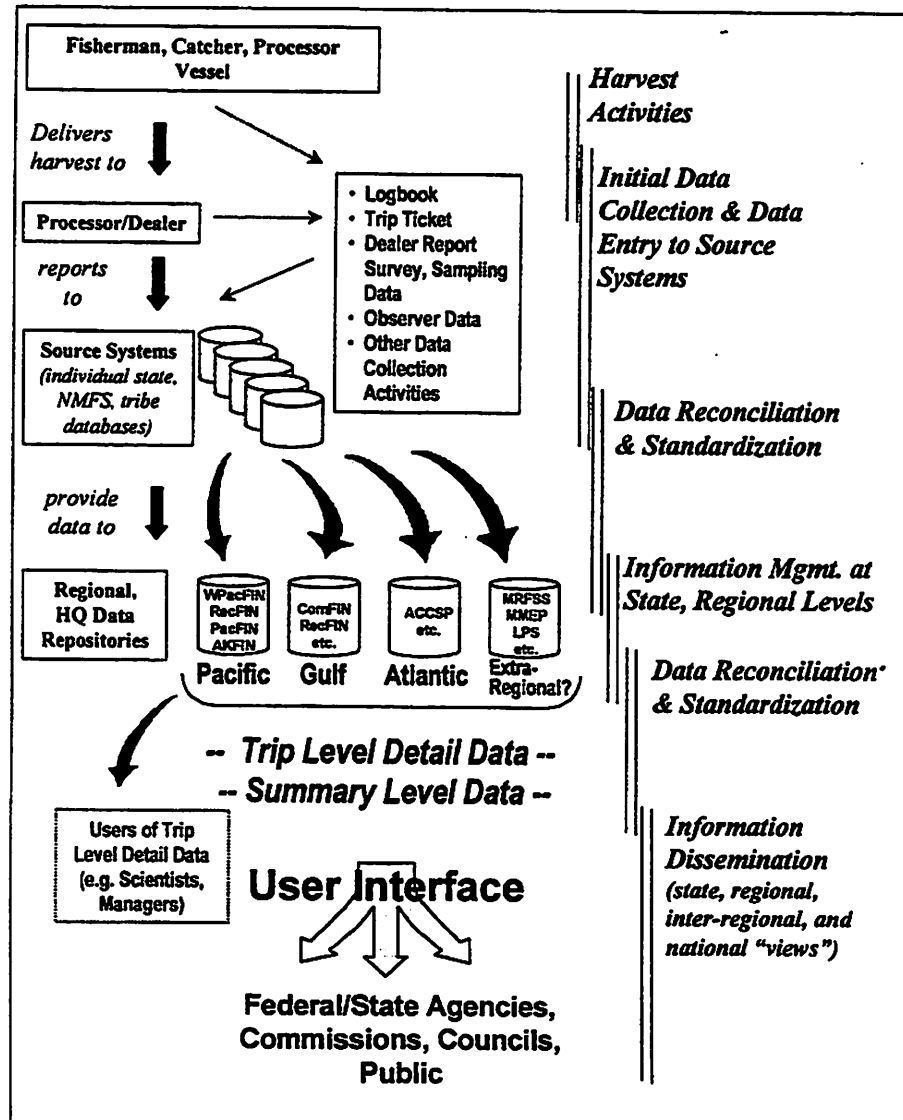 Fisherman, Catcher, Processor
Vessel
Delivers
harvest to
Processor/Dealer
reports
to
• Logbook
• Trip Ticket
• Dealer Report
Survey, Sampling
Data
• Observer Data
• Other Data
Collection
Activities
Source Systems
(individual state,
NMFS, tribe
databases)
provide
data to
Regional,
HQ Data
Repositories
WPacFIN
RecFIN
PacFIN
AKFIN
Pacific
ComFIN
RecFIN
etc.
Gulf
ACCSP
etc.
Atlantic
MRFSS
MMEP
LPS
etc.
Extra-
Regional?
-- Trip Level Detail Data --
-- Summary Level Data --
Users of Trip
Level Detail Data
(e.g. Scientists,
Managers)
User Interface
Federal/State Agencies,
Commissions, Councils,
Public
Harvest
Activities
Initial Data
Collection & Data
Entry to Source
Systems
Data Reconciliation
& Standardization
Information Mgmt. at
State, Regional Levels
Data Reconciliation
& Standardization
Information
Dissemination
(state, regional,
inter-regional, and
national “views”)